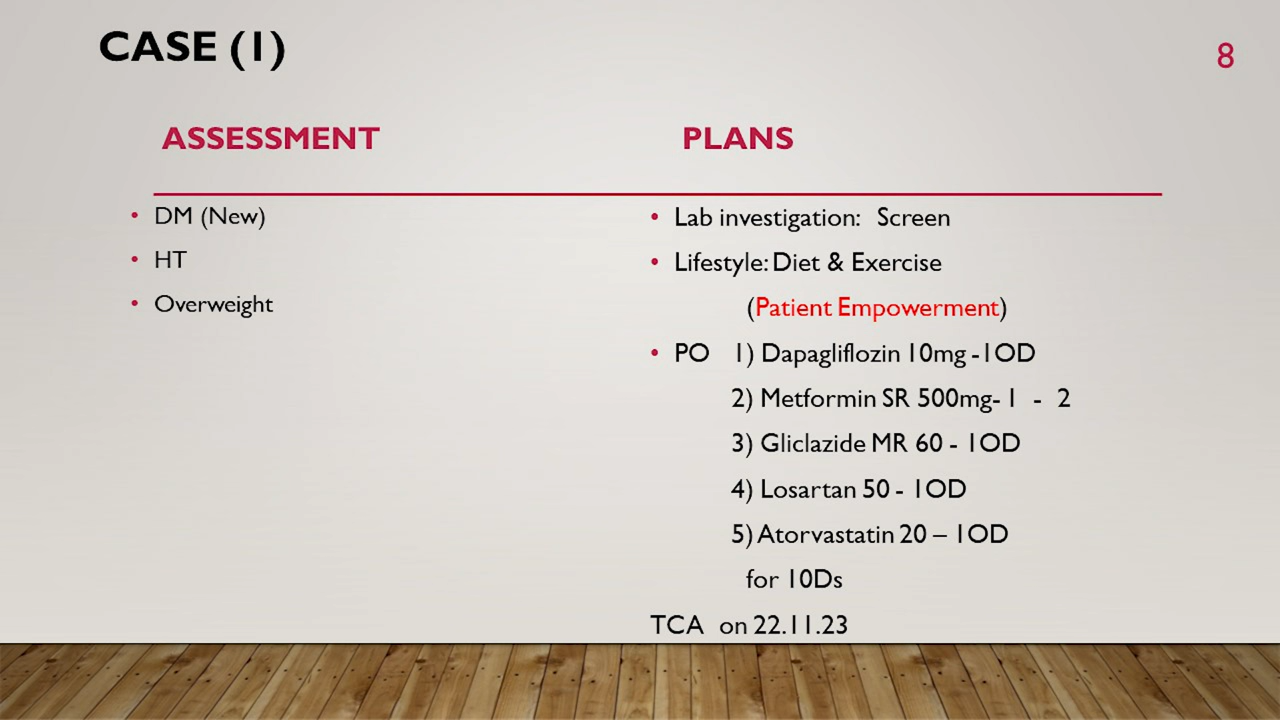 CASE (1)
8
ASSESSMENT
• DM (New)
• HT
• Overweight
PLANS
• Lab investigation: Screen
• Lifestyle: Diet & Exercise
(Patient Empowerment)
• PO 1) Dapagliflozin 10mg -1OD
2) Metformin SR 500mg- 1 - 2
3) Gliclazide MR 60 - 1OD
4) Losartan 50 - 1OD
5) Atorvastatin 20 – 1OD
for 10Ds
TCA on 22.11.23